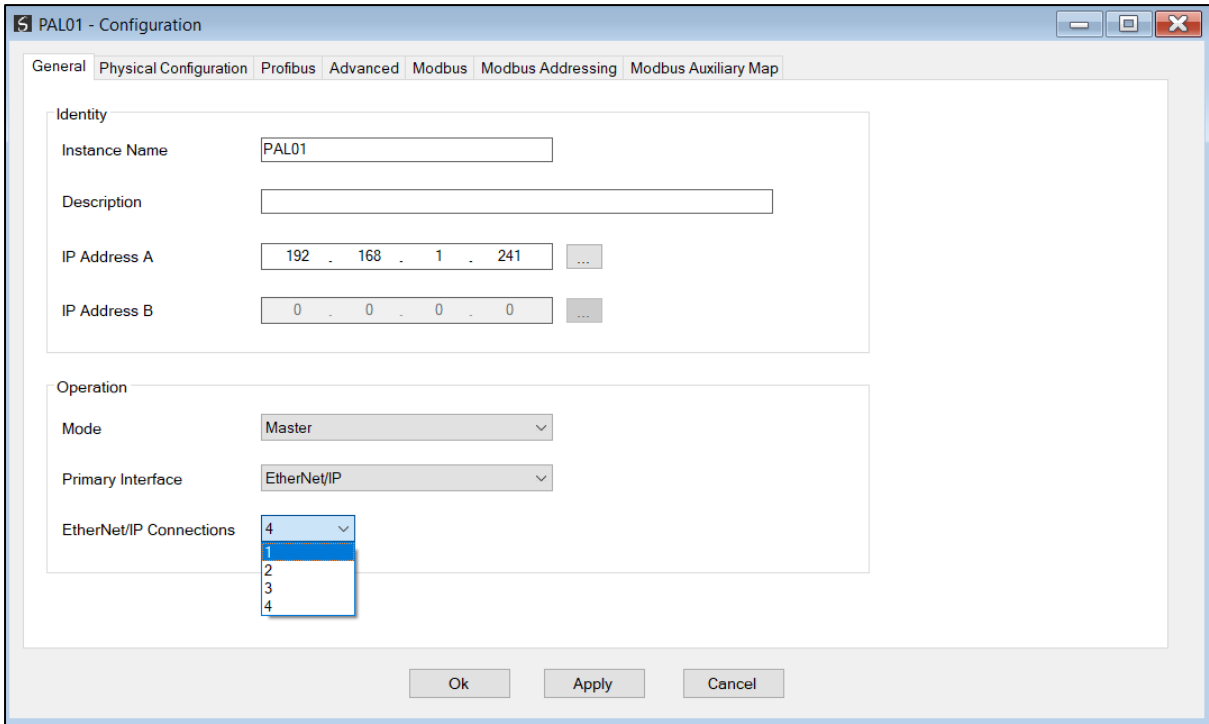 PAL01 - Configuration
General Physical Configuration Profibus Advanced Modbus Modbus Addressing Modbus Auxiliary Map
Identity
Instance Name PAL01
Description
IP Address A 192 . 168 . 1 . 241 ...
IP Address B 0 . 0 . 0 . 0 ...
Operation
Mode Master
Primary Interface EtherNet/IP
EtherNet/IP Connections 4
1
2
3
4
Ok Apply Cancel